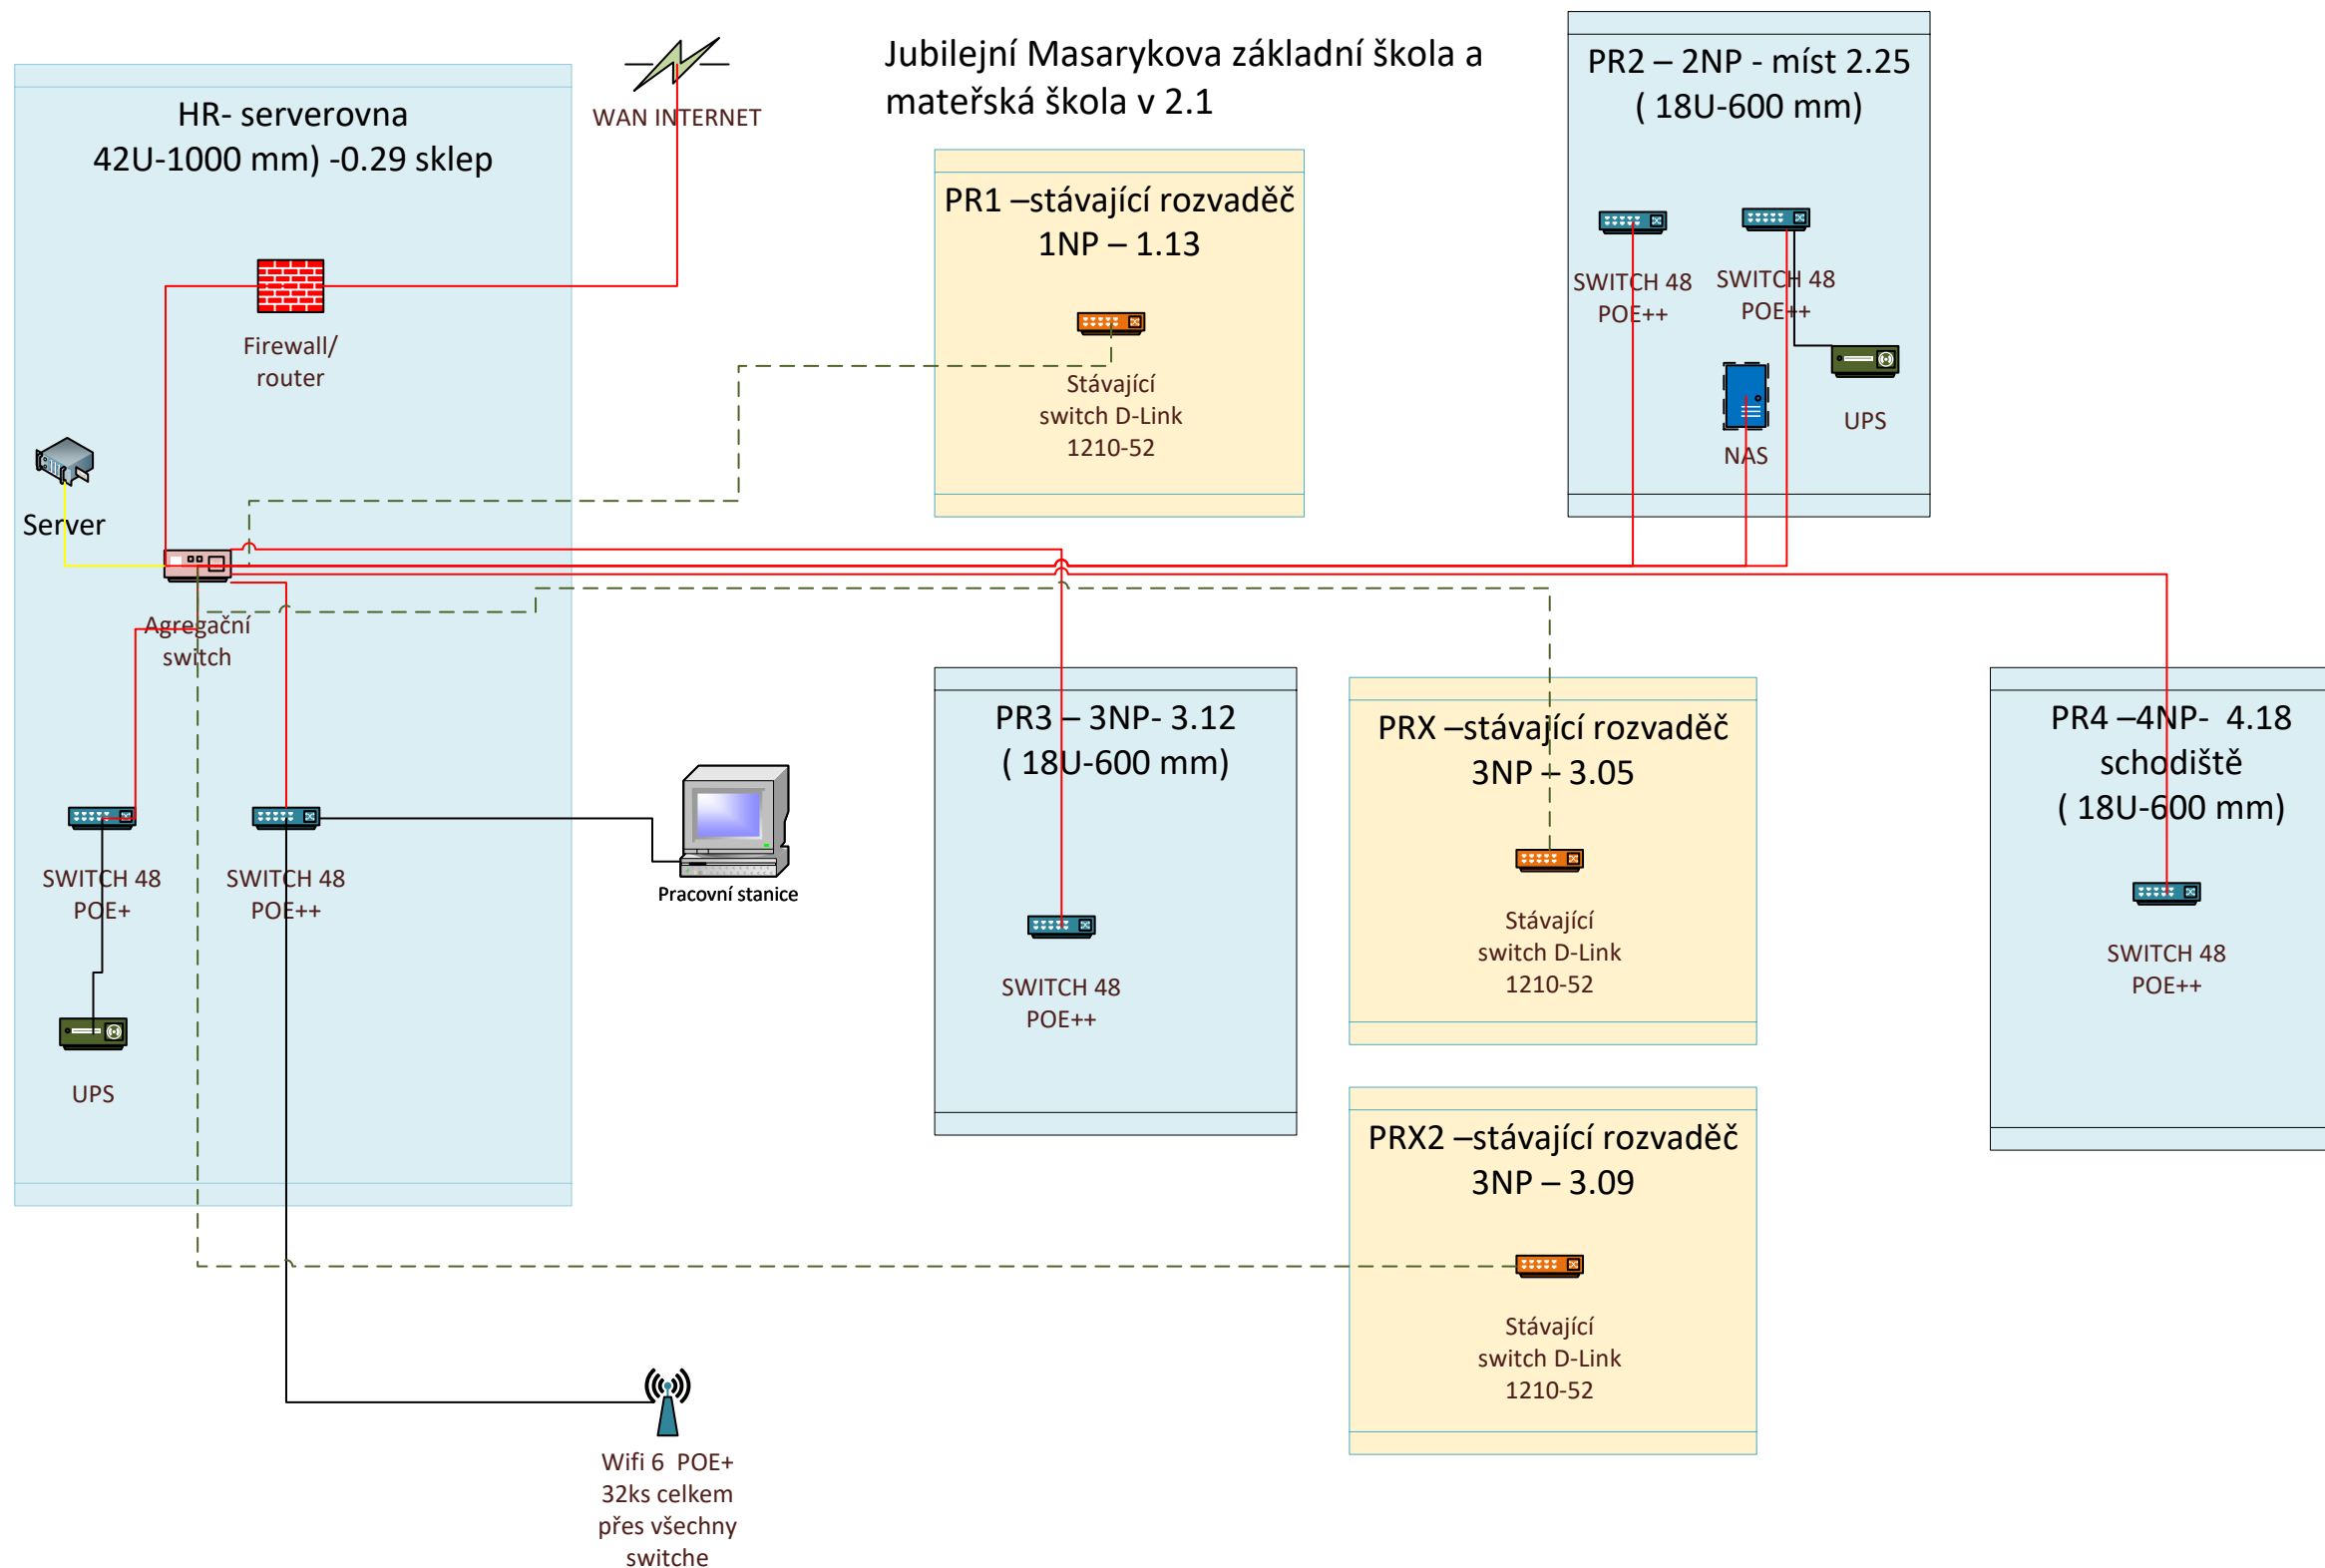 Jubilejní Masarykova základní škola a
mateřská škola v 2.1
HR- serverovna
42U-1000 mm) -0.29 sklep
WAN INTERNET
Firewall/
router
Server
Agregační
switch
SWITCH 48
POE+
SWITCH 48
POE++
UPS
Pracovní stanice
Wifi 6 POE+
32ks celkem
přes všechny
switche
PR1 –stávající rozvaděč
1NP – 1.13
Stávající
switch D-Link
1210-52
PR2 – 2NP - míst 2.25
( 18U-600 mm)
SWITCH 48
POE++
SWITCH 48
POE++
NAS
UPS
PR3 – 3NP- 3.12
( 18U-600 mm)
SWITCH 48
POE++
PRX –stávající rozvaděč
3NP – 3.05
Stávající
switch D-Link
1210-52
PRX2 –stávající rozvaděč
3NP – 3.09
Stávající
switch D-Link
1210-52
PR4 –4NP- 4.18
schodiště
( 18U-600 mm)
SWITCH 48
POE++